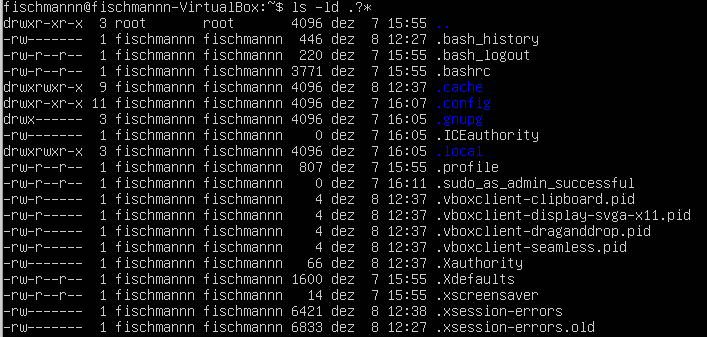 fischmannn@fischmannn-VirtualBox:~$ ls -ld .?*
drwxr-xr-x  3 root      root      4096 dez  7 15:55 ..
-rw-------  1 fischmannn fischmannn  446 dez  8 12:27 .bash_history
-rw-r--r--  1 fischmannn fischmannn  220 dez  7 15:55 .bash_logout
-rw-r--r--  1 fischmannn fischmannn 3771 dez  7 15:55 .bashrc
drwxrwxr-x  9 fischmannn fischmannn 4096 dez  8 12:37 .cache
drwxr-xr-x 11 fischmannn fischmannn 4096 dez  7 16:07 .config
drwx------  3 fischmannn fischmannn 4096 dez  7 16:05 .gnupg
-rw-------  1 fischmannn fischmannn    0 dez  7 16:05 .ICEauthority
drwxrwxr-x  3 fischmannn fischmannn 4096 dez  7 16:05 .local
-rw-r--r--  1 fischmannn fischmannn  807 dez  7 15:55 .profile
-rw-r--r--  1 fischmannn fischmannn    0 dez  7 16:11 .sudo_as_admin_successful
-rw-r-----  1 fischmannn fischmannn    4 dez  8 12:37 .vboxclient-clipboard.pid
-rw-r-----  1 fischmannn fischmannn    4 dez  8 12:37 .vboxclient-display-svga-x11.pid
-rw-r-----  1 fischmannn fischmannn    4 dez  8 12:37 .vboxclient-draganddrop.pid
-rw-r-----  1 fischmannn fischmannn    4 dez  8 12:37 .vboxclient-seamless.pid
-rw-------  1 fischmannn fischmannn   66 dez  8 12:37 .Xauthority
-rw-r--r--  1 fischmannn fischmannn 1600 dez  7 15:55 .Xdefaults
-rw-r--r--  1 fischmannn fischmannn   14 dez  7 15:55 .xscreensaver
-rw-------  1 fischmannn fischmannn 6421 dez  8 12:38 .xsession-errors
-rw-------  1 fischmannn fischmannn 6833 dez  8 12:27 .xsession-errors.old